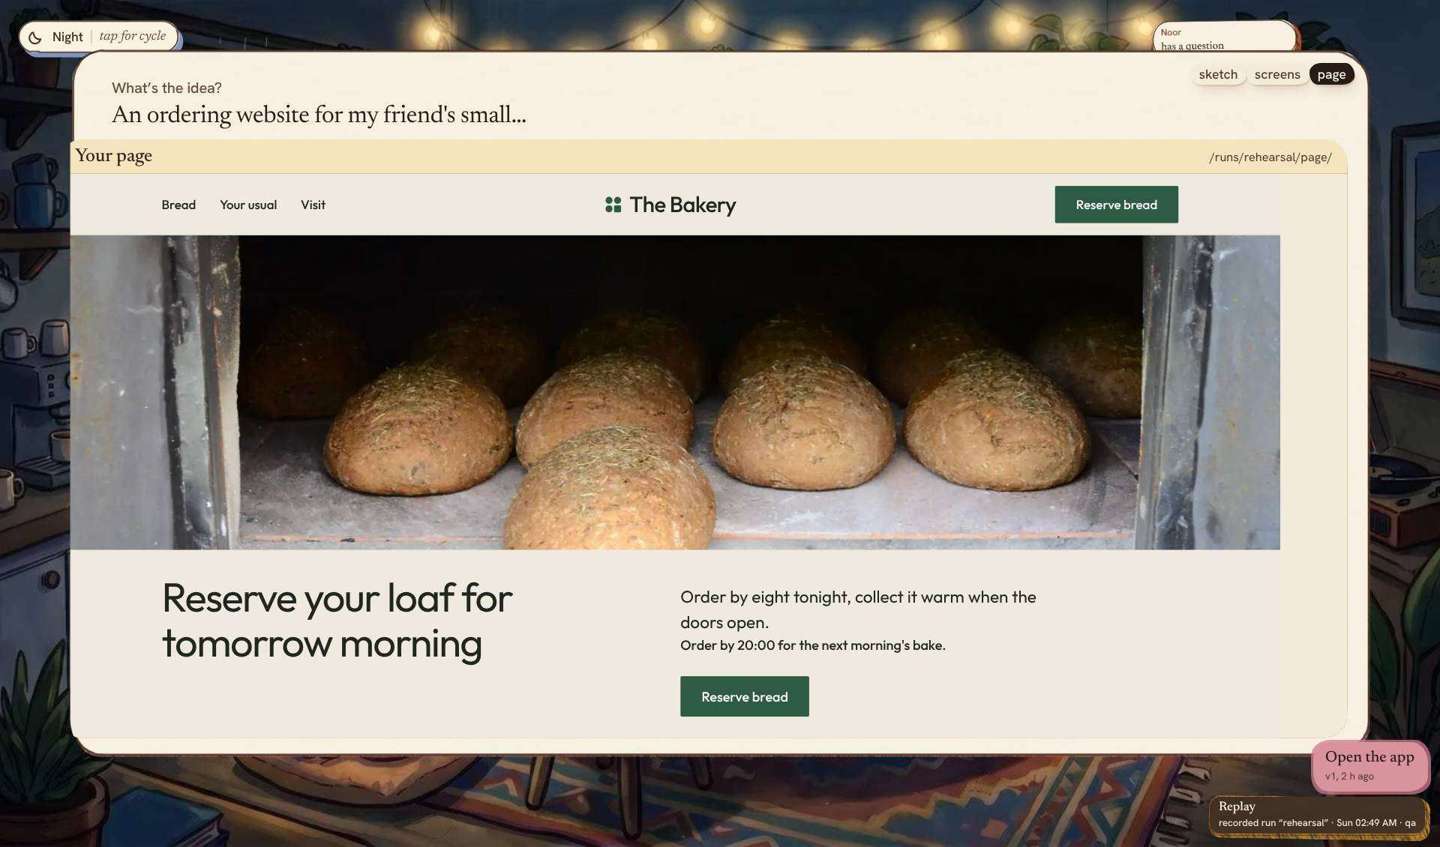 Night
tap for cycle
Noor
has a question
sketch
screens
page
What's the idea?
An ordering website for my friend's small...
Your page
/runs/rehearsal/page/
Bread
Your usual
Visit
The Bakery
Reserve bread
Reserve your loaf for
tomorrow morning
Order by eight tonight, collect it warm when the
doors open.
Order by 20:00 for the next morning's bake.
Reserve bread
Open the app
v1, 2 h ago
Replay
recorded run “rehearsal” · Sun 02:49 AM · qa